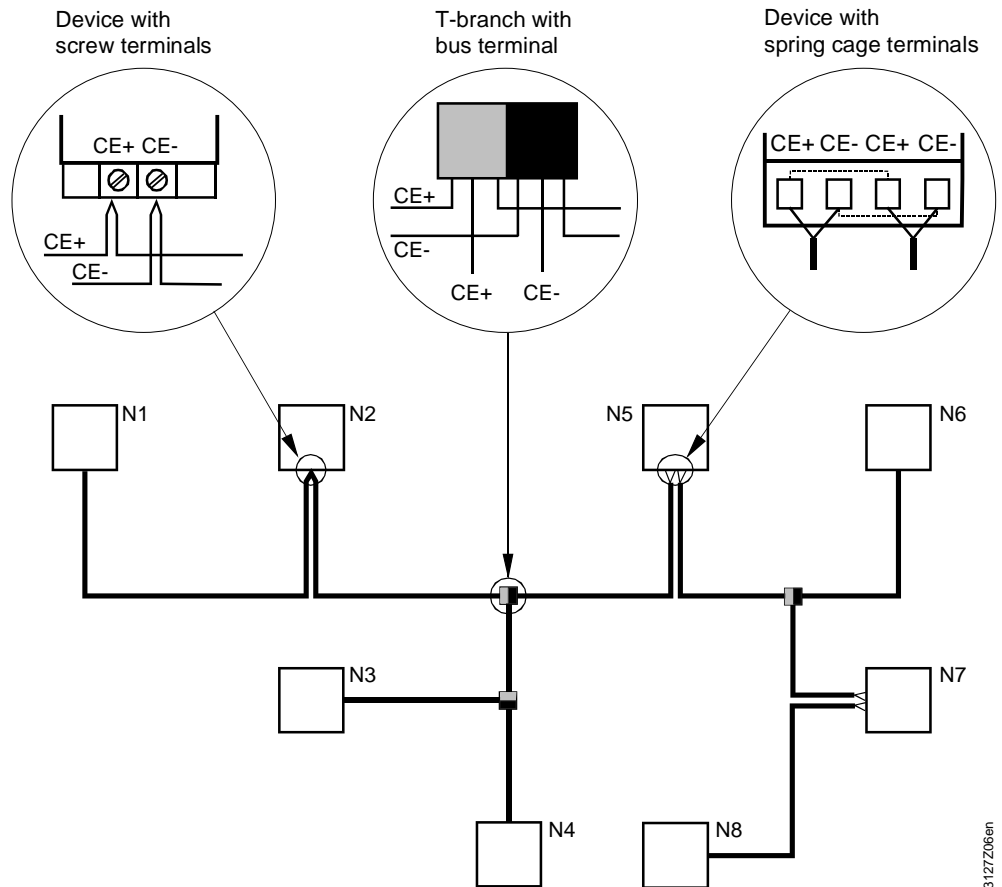 Device with
screw terminals
T-branch with
bus terminal
Device with
spring cage terminals
CE+ CE-
CE+
CE-
CE+
CE-
CE+ CE-
CE+ CE- CE+ CE-
N1
N2
N5
N6
N3
N7
N4
N8
3127Z06en